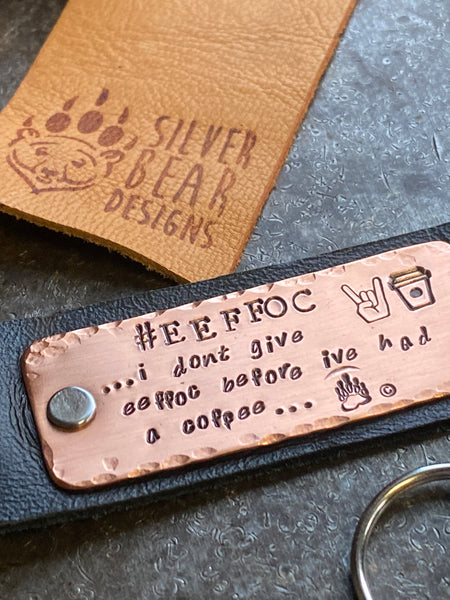 SILVER
BEAR
DESIGNS
#EEFFOC
...i dont give
eeffoc before ive had
a coffee... ©